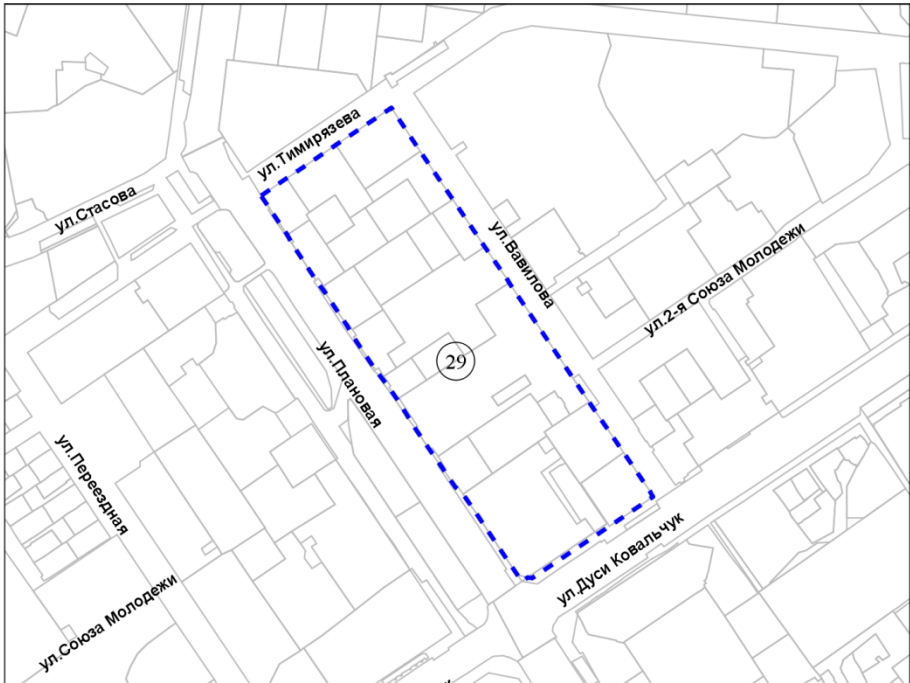 ул.Тимирязева
ул.Стасова
ул.Вавилова
ул.2-я Союза Молодежи
29
ул.Плановая
ул.Переездная
ул.Дуси Ковальчук
ул.Союза Молодежи